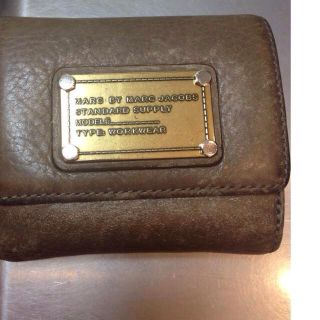 MARC BY MARC JACOBS
STANDARD SUPPLY
MODEL:
TYPE: WORKWEAR